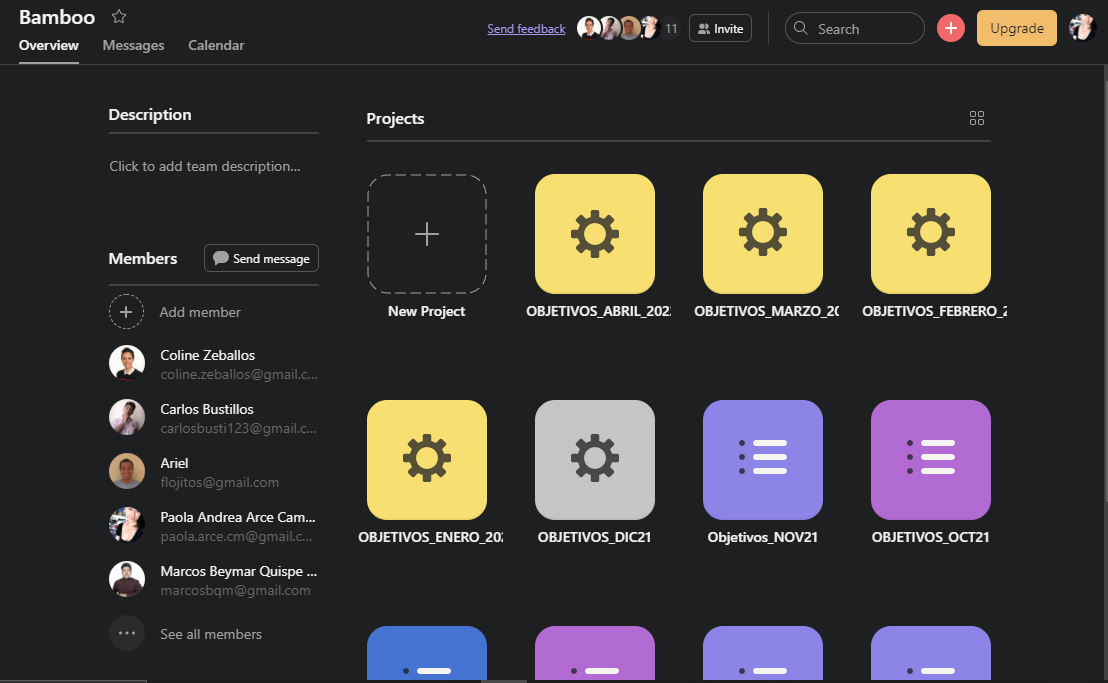 Bamboo
Overview Messages Calendar
Send feedback
11
Invite
Search
Upgrade
Description
Click to add team description...
Members
Send message
Add member
Coline Zeballos
coline.zeballos@gmail.c...
Carlos Bustillos
carlosbusti123@gmail.c...
Ariel
flojitos@gmail.com
Paola Andrea Arce Cam...
paola.arce.cm@gmail.c...
Marcos Beymar Quispe ...
marcosbqm@gmail.com
See all members
Projects
New Project
OBJETIVOS_ABRIL_202
OBJETIVOS_MARZO_20
OBJETIVOS_FEBRERO_2
OBJETIVOS_ENERO_202
OBJETIVOS_DIC21
Objetivos_NOV21
OBJETIVOS_OCT21